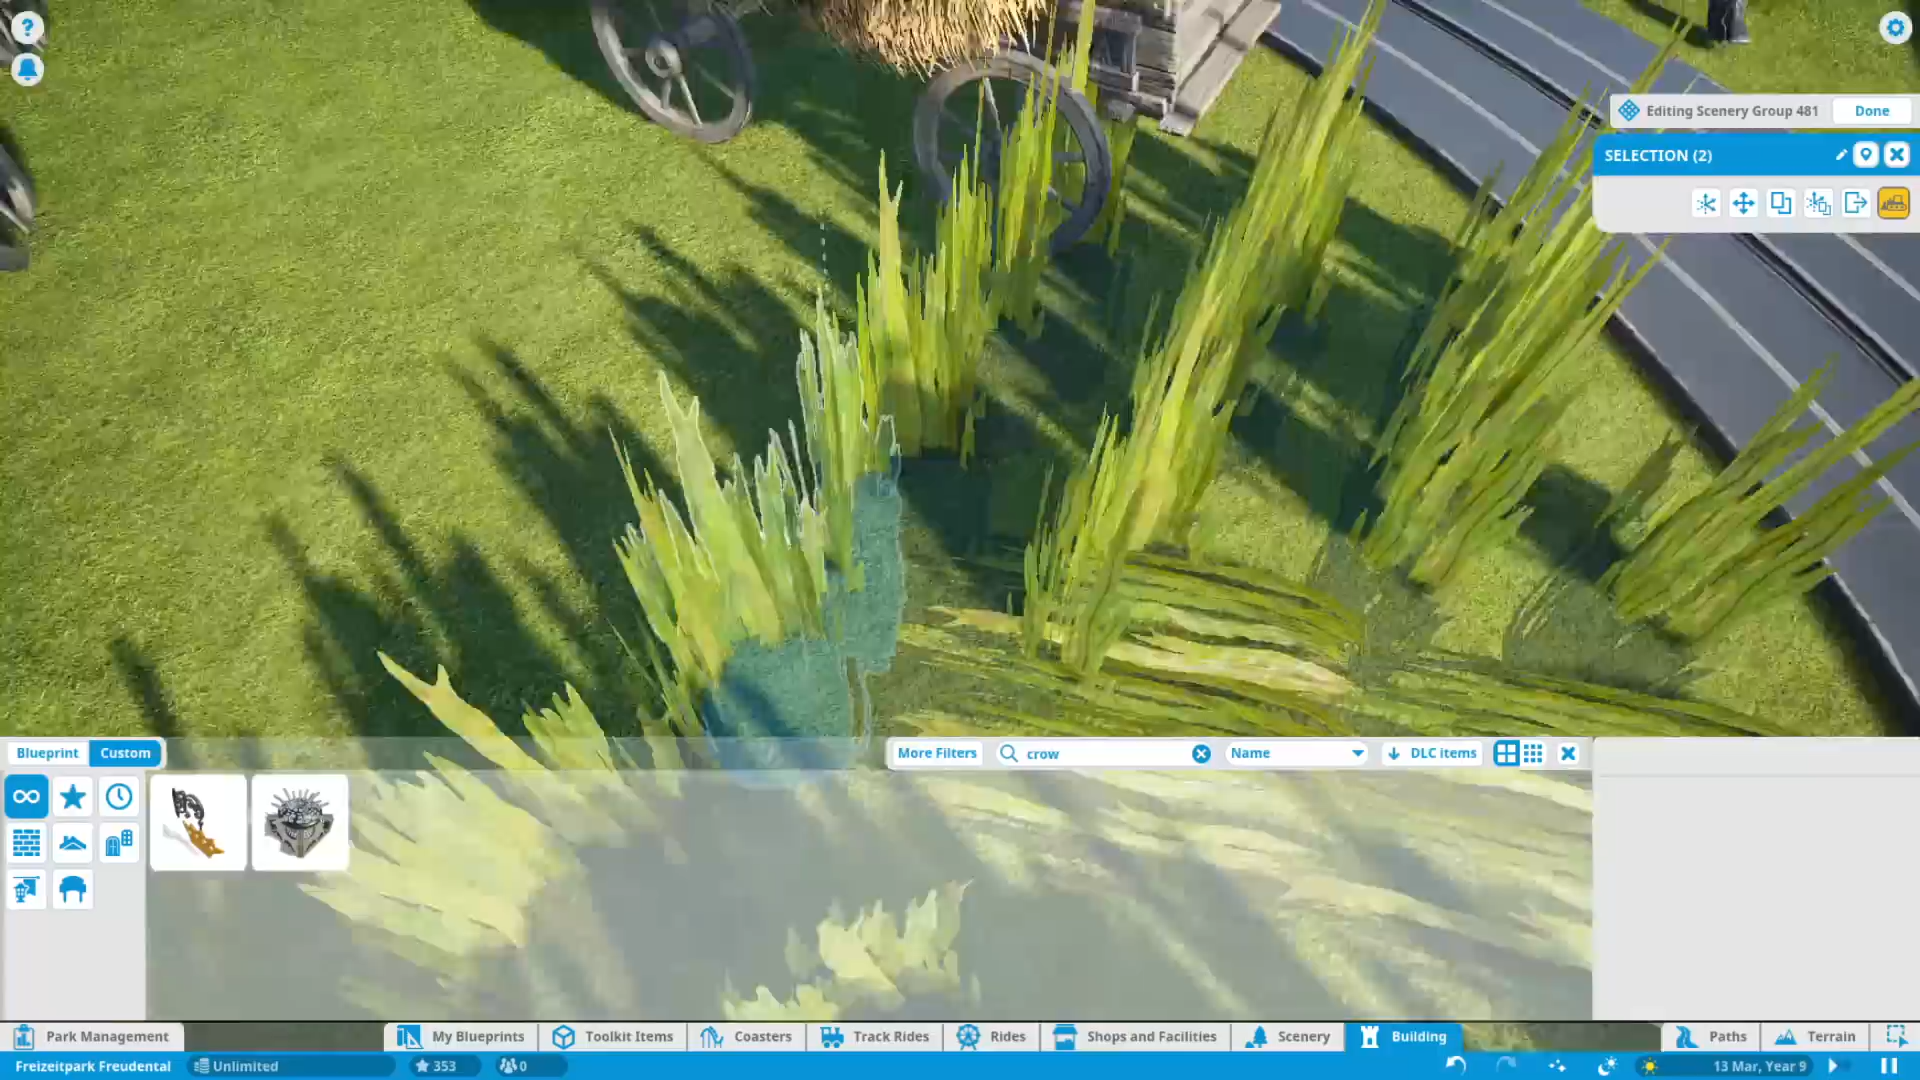 ?
Editing Scenery Group 481 Done
SELECTION (2)
Blueprint Custom More Filters crow Name DLC items
Park Management My Blueprints Toolkit Items Coasters Track Rides Rides Shops and Facilities Scenery Building Paths Terrain
Freizeitpark Freudental Unlimited 353 0 13 Mar, Year 9